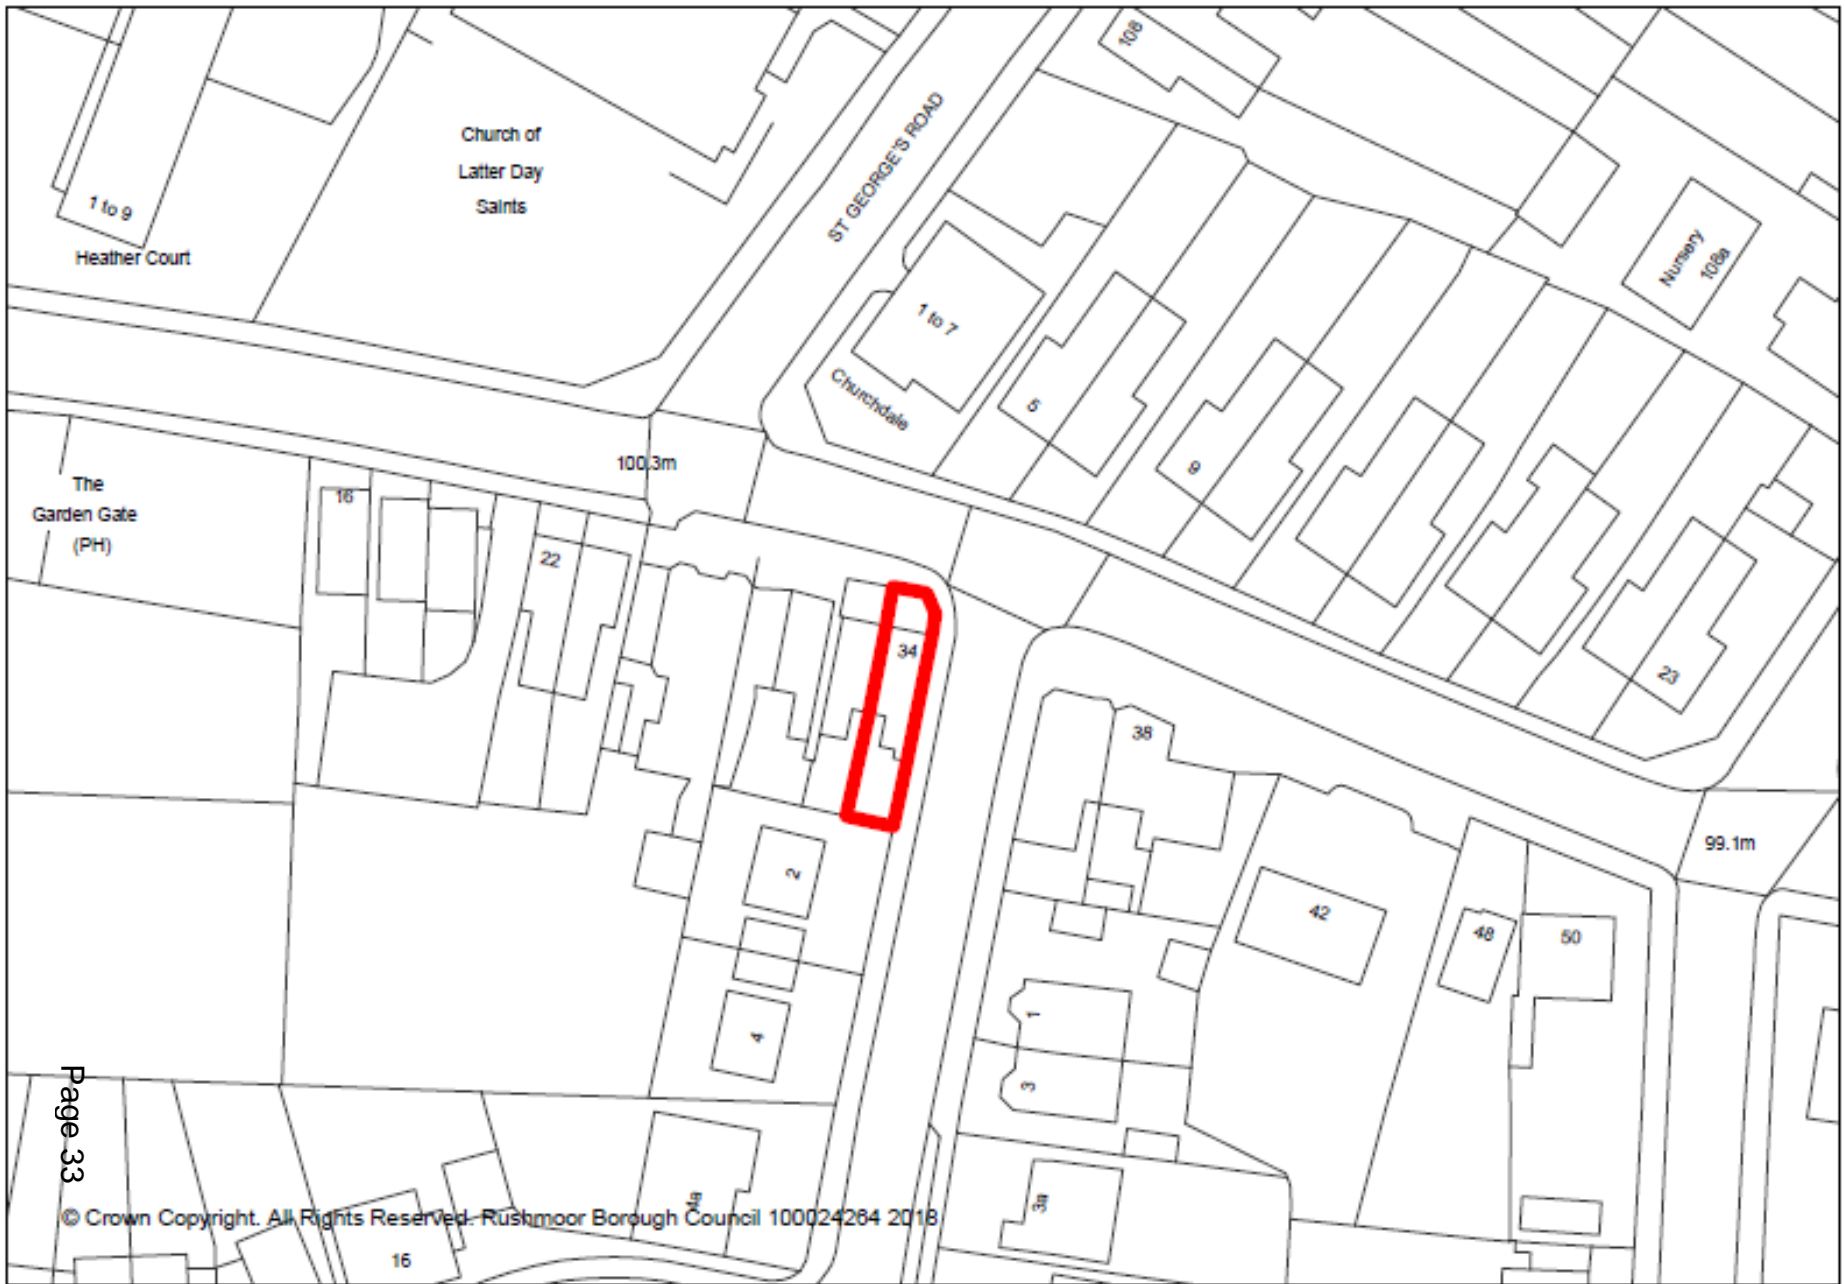 108
ST GEORGE'S ROAD
Church of
Latter Day
Saints
1 to 9
Heather Court
Nursery
108a
1 to 7
Churchdale
5
9
23
100.3m
The
Garden Gate
(PH)
16
22
34
38
99.1m
2
42
48
50
4
1
3
4a
3a
16
Page 33
© Crown Copyright. All Rights Reserved. Rushmoor Borough Council 100024264 2018